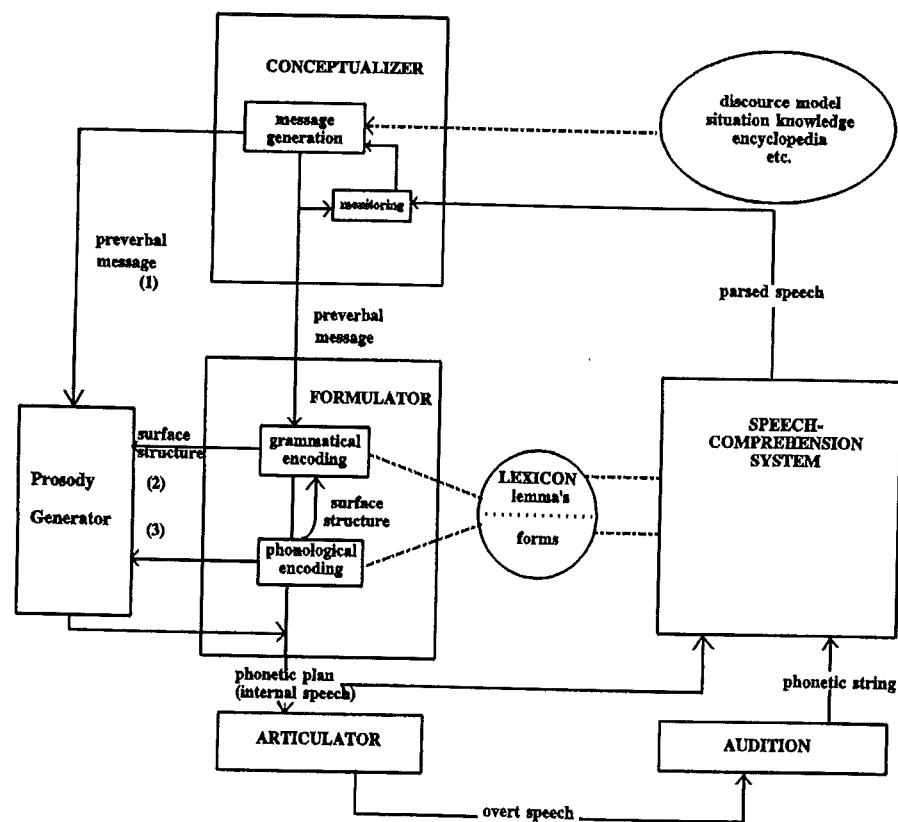 CONCEPTUALIZER
message
generation
monitoring
discource model
situation knowledge
encyclopedia
etc.
preverbal
message
(1)
parsed speech
preverbal
message
FORMULATOR
grammatical
encoding
surface
structure
(2)
(3)
Prosody
Generator
surface
structure
phonological
encoding
LEXICON
lemma's
forms
SPEECH-
COMPREHENSION
SYSTEM
phonetic plan
(internal speech)
phonetic string
ARTICULATOR
AUDITION
overt speech